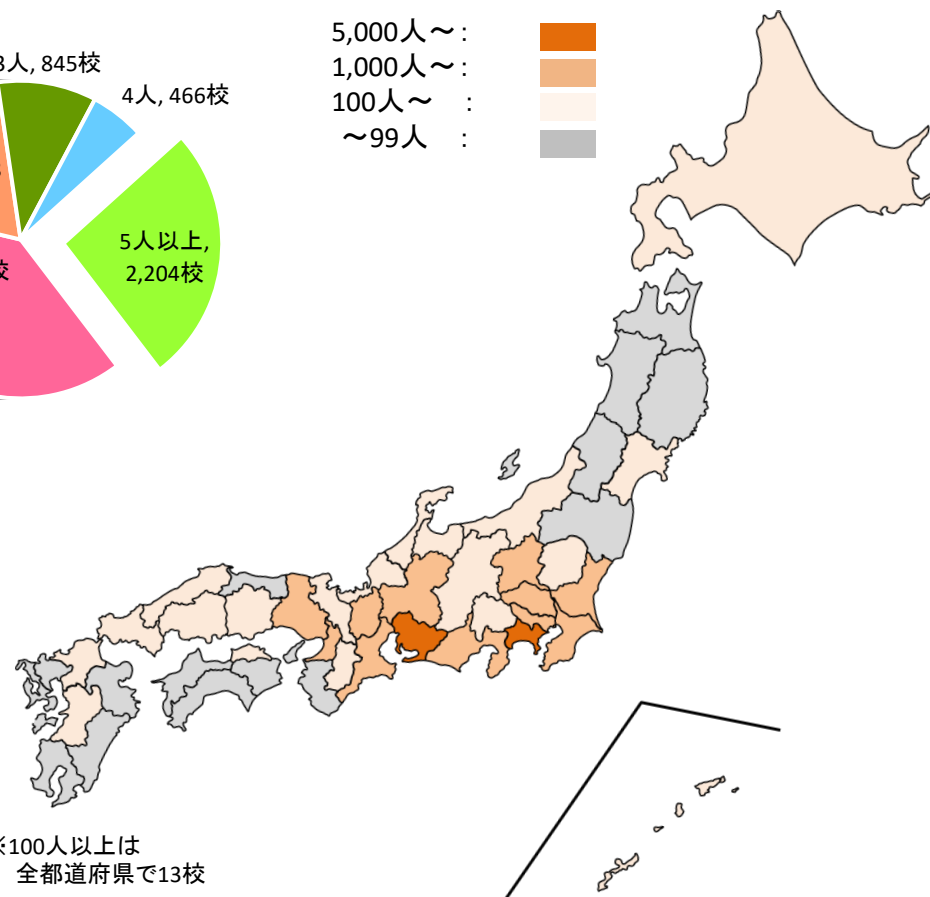 5,000人～：
1,000人～：
100人～　：
～99人　：
3人, 845校
4人, 466校
5人以上,
2,204校
校
※100人以上は
全都道府県で13校